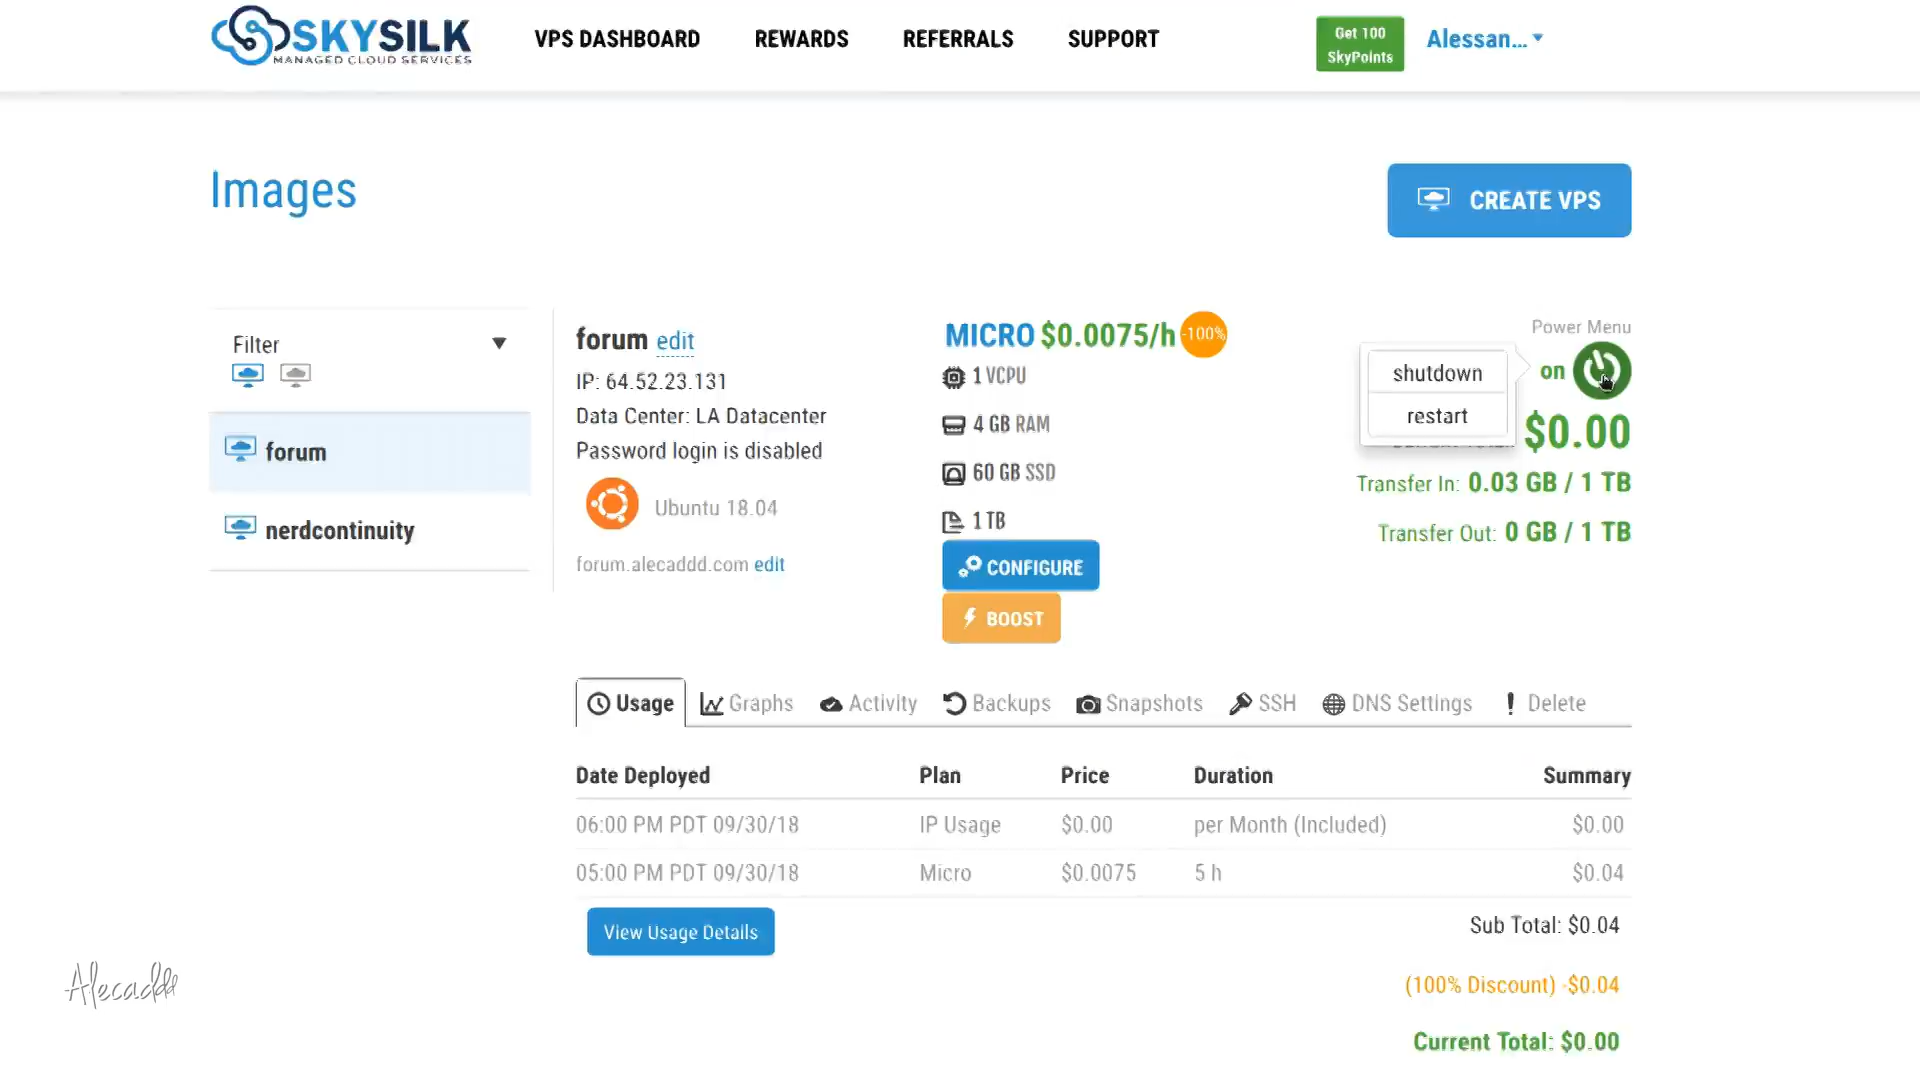 SKYSILK
MANAGED CLOUD SERVICES
VPS DASHBOARD
REWARDS
REFERRALS
SUPPORT
Get 100
SkyPoints
Alessan...
Images
CREATE VPS
Filter
forum
nerdcontinuity
forum edit
IP: 64.52.23.131
Data Center: LA Datacenter
Password login is disabled
Ubuntu 18.04
forum.alecaddd.com edit
MICRO $0.0075/h -100%
1 VCPU
4 GB RAM
60 GB SSD
1 TB
CONFIGURE
BOOST
Power Menu
on
shutdown
restart
$0.00
Transfer In: 0.03 GB / 1 TB
Transfer Out: 0 GB / 1 TB
Usage
Graphs
Activity
Backups
Snapshots
SSH
DNS Settings
Delete
Date Deployed Plan Price Duration Summary
06:00 PM PDT 09/30/18 IP Usage $0.00 per Month (Included) $0.00
05:00 PM PDT 09/30/18 Micro $0.0075 5 h $0.04
View Usage Details
Sub Total: $0.04
(100% Discount) -$0.04
Current Total: $0.00
Alecaddd